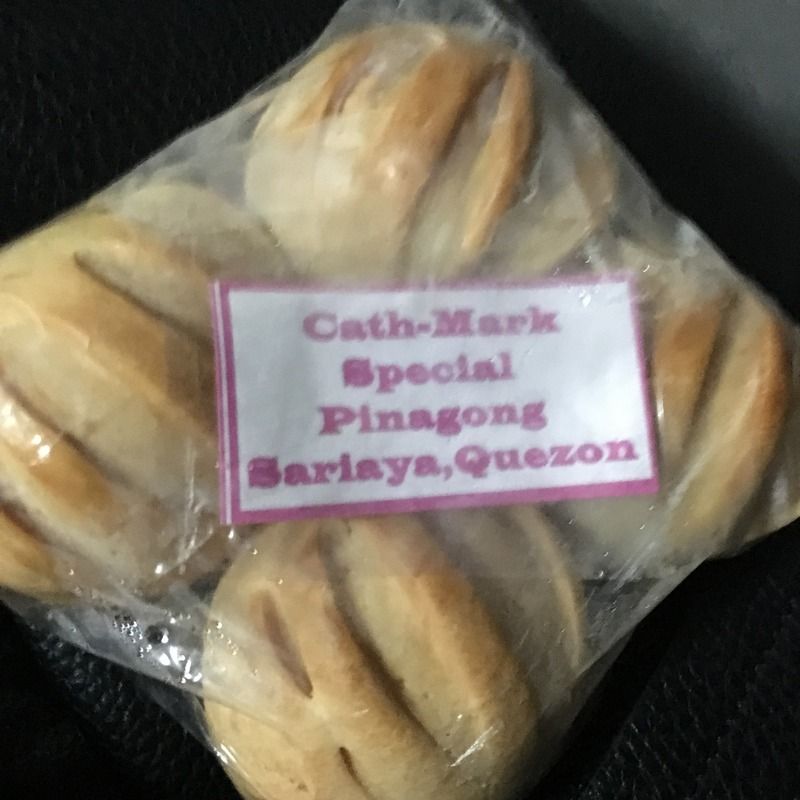 Cath-Mark
Special
Pinagong
Sariaya,Quezon